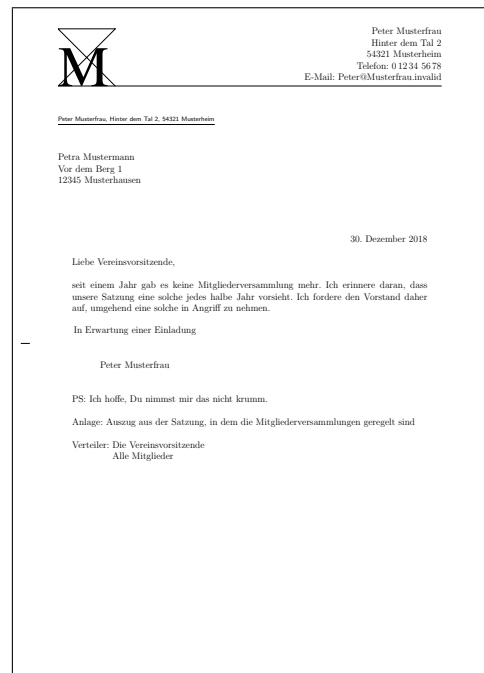 M
Peter Musterfrau
Hinter dem Tal 2
54321 Musterheim
Telefon: 0 12 34 56 78
E-Mail: Peter@Musterfrau.invalid
Peter Musterfrau, Hinter dem Tal 2, 54321 Musterheim
Petra Mustermann
Vor dem Berg 1
12345 Musterhausen
30. Dezember 2018
Liebe Vereinsvorsitzende,
seit einem Jahr gab es keine Mitgliederversammlung mehr. Ich erinnere daran, dass
unsere Satzung eine solche jedes halbe Jahr vorsieht. Ich fordere den Vorstand daher
auf, umgehend eine solche in Angriff zu nehmen.
In Erwartung einer Einladung
Peter Musterfrau
PS: Ich hoffe, Du nimmst mir das nicht krumm.
Anlage: Auszug aus der Satzung, in dem die Mitgliederversammlungen geregelt sind
Verteiler: Die Vereinsvorsitzende
Alle Mitglieder